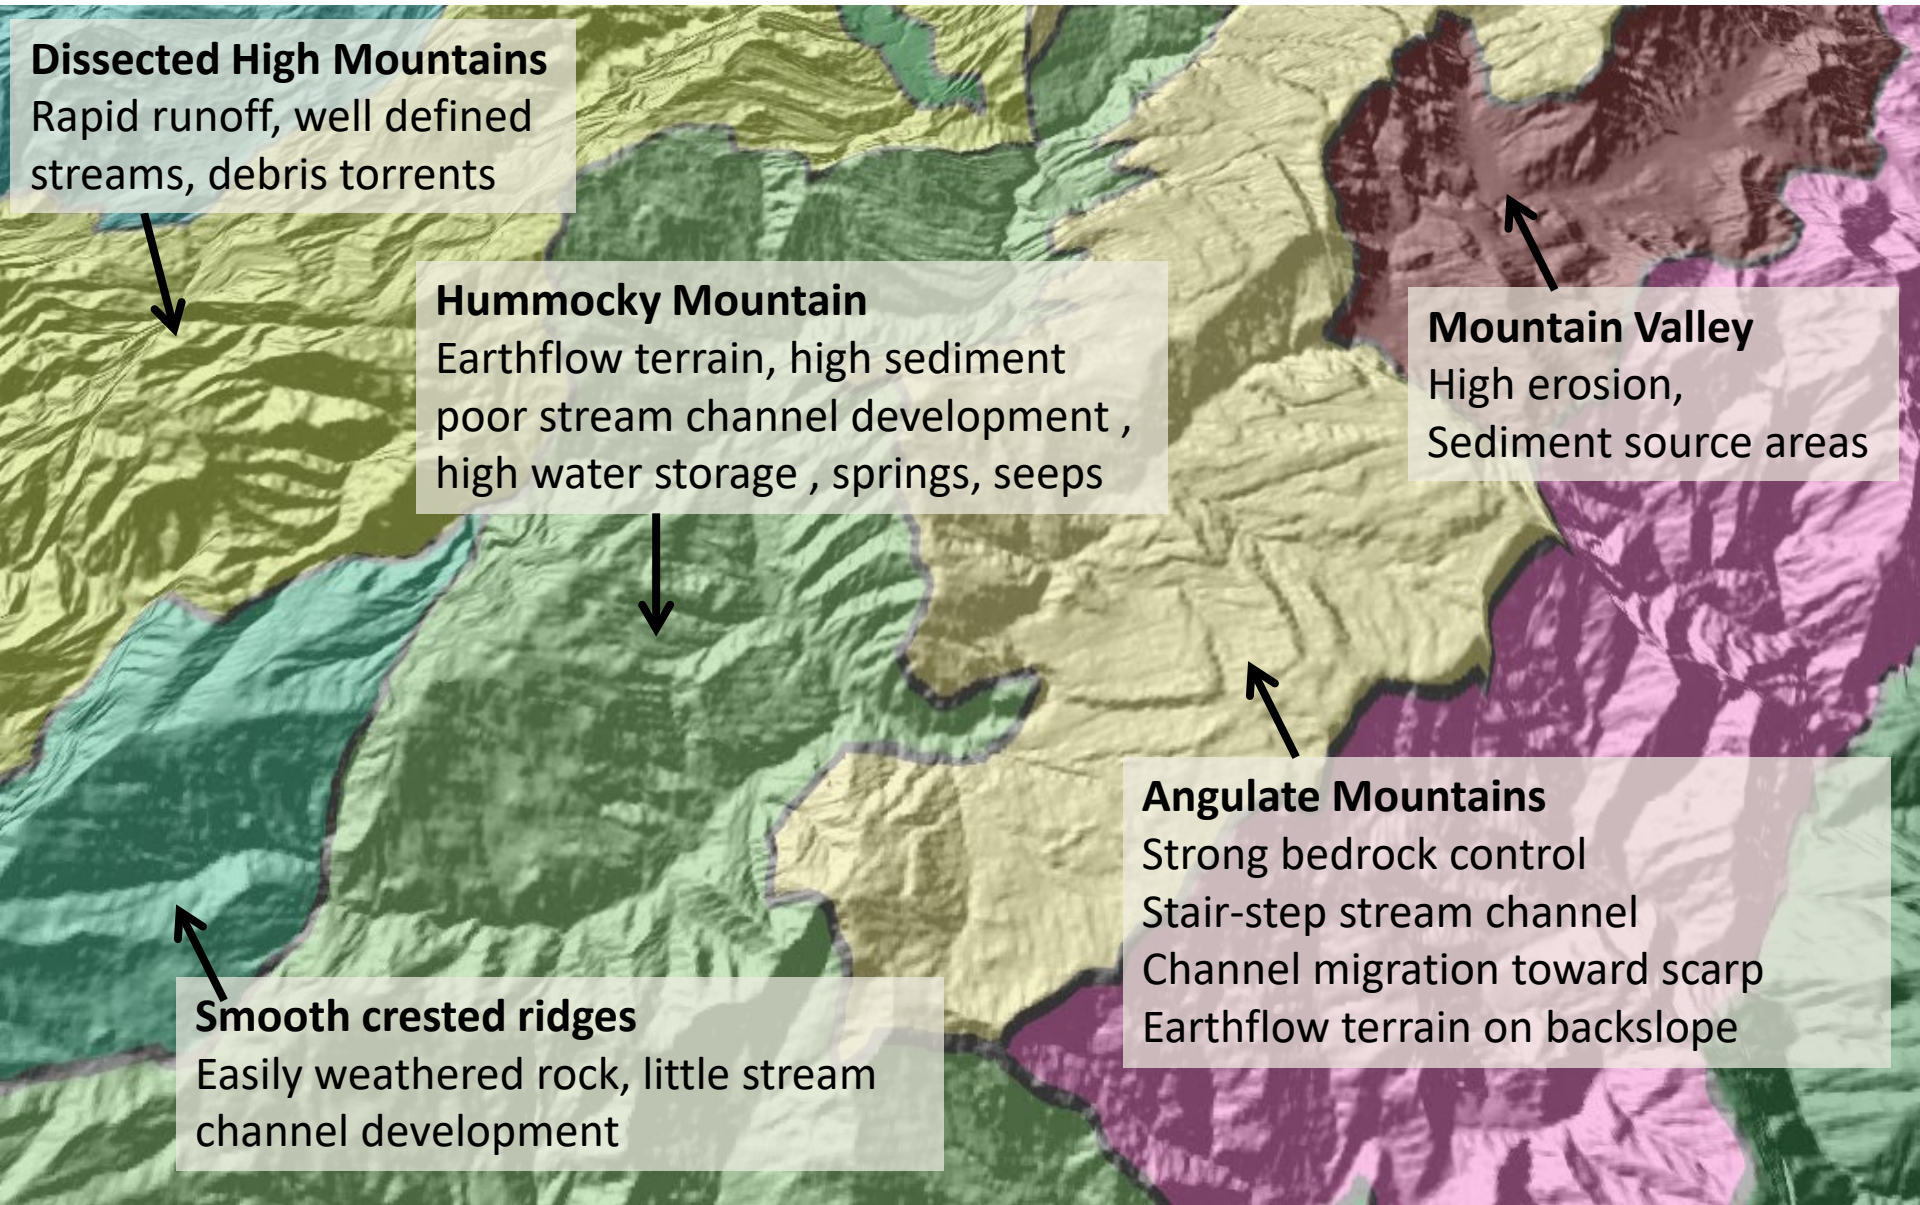 Dissected High Mountains
Rapid runoff, well defined
streams, debris torrents
Hummocky Mountain
Earthflow terrain, high sediment
poor stream channel development ,
high water storage , springs, seeps
Mountain Valley
High erosion,
Sediment source areas
Angulate Mountains
Strong bedrock control
Stair-step stream channel
Channel migration toward scarp
Earthflow terrain on backslope
Smooth crested ridges
Easily weathered rock, little stream
channel development